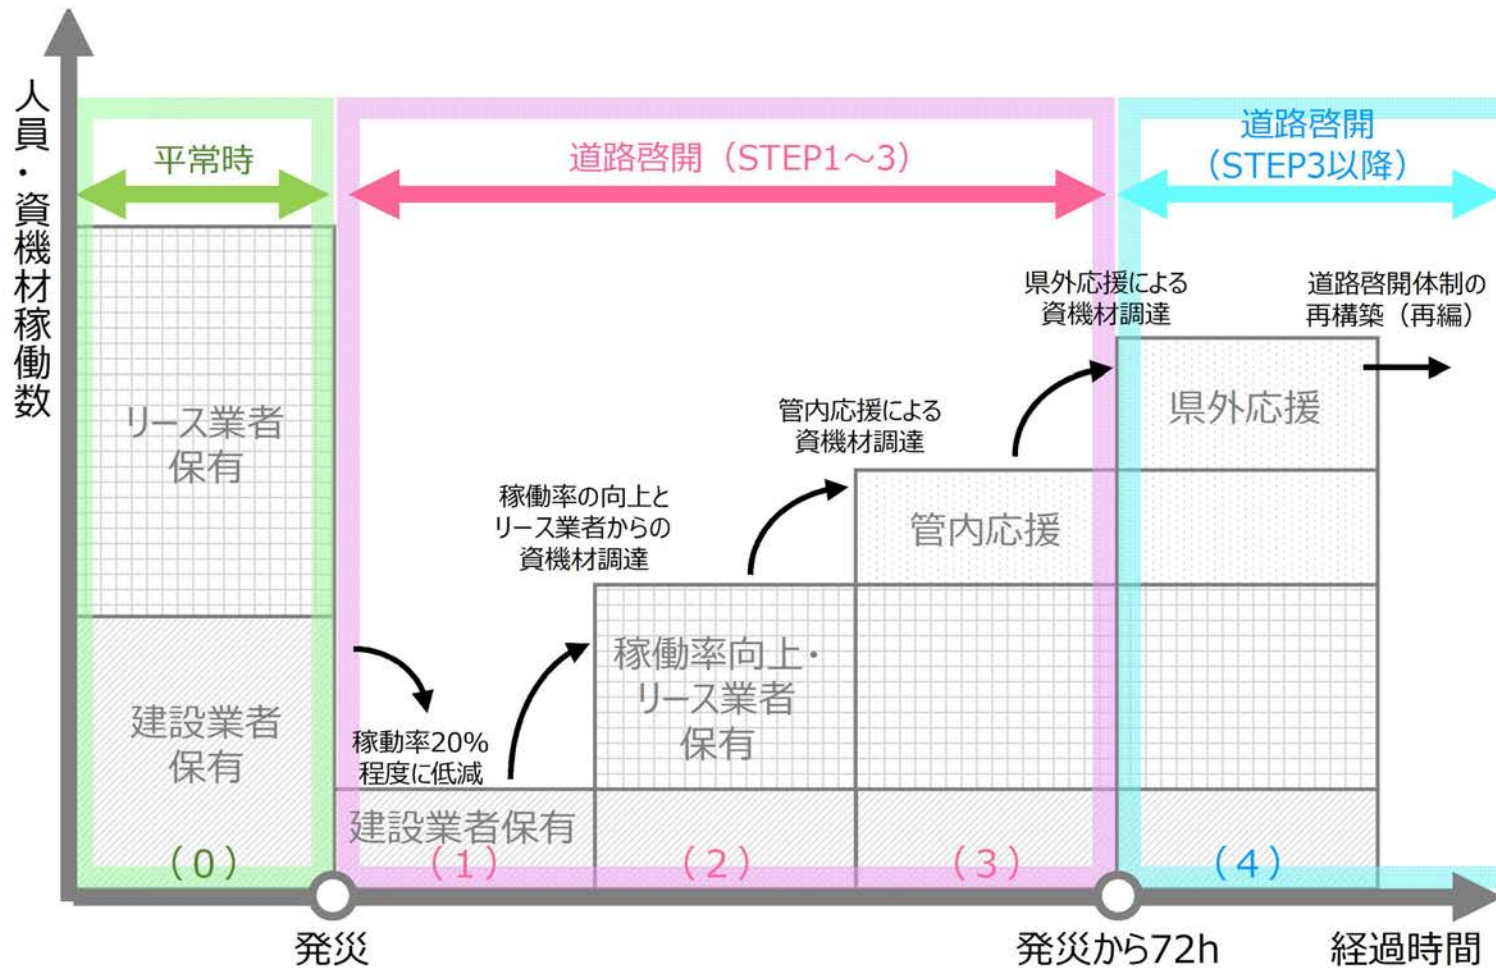 人員・資機材稼働数
平常時
道路啓開（STEP1～3）
道路啓開
（STEP3以降）
県外応援による
資機材調達
道路啓開体制の
再構築（再編）
リース業者
保有
県外応援
管内応援による
資機材調達
稼働率の向上と
リース業者からの
資機材調達
管内応援
稼働率向上・
リース業者
保有
建設業者
保有
稼動率20%
程度に低減
建設業者保有
（0）
（1）
（2）
（3）
（4）
発災
発災から72h
経過時間